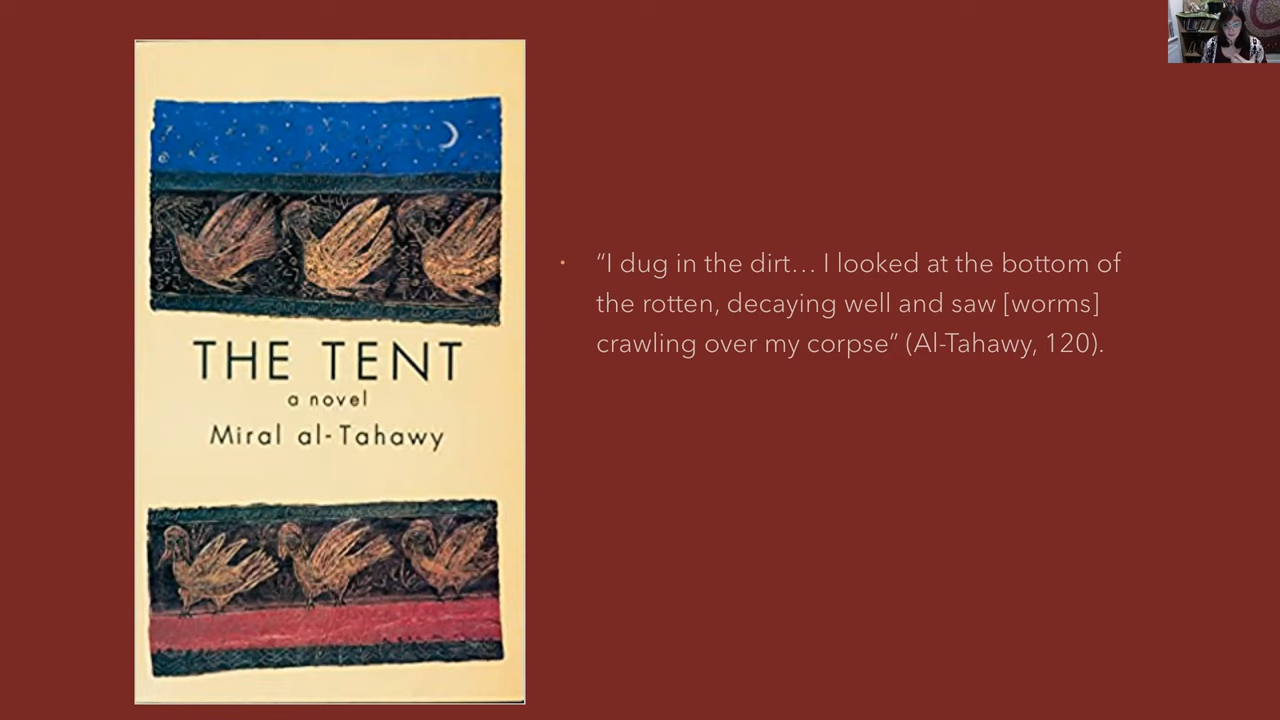 THE TENT
a novel
Miral al-Tahawy
“I dug in the dirt… I looked at the bottom of
the rotten, decaying well and saw [worms]
crawling over my corpse” (Al-Tahawy, 120).